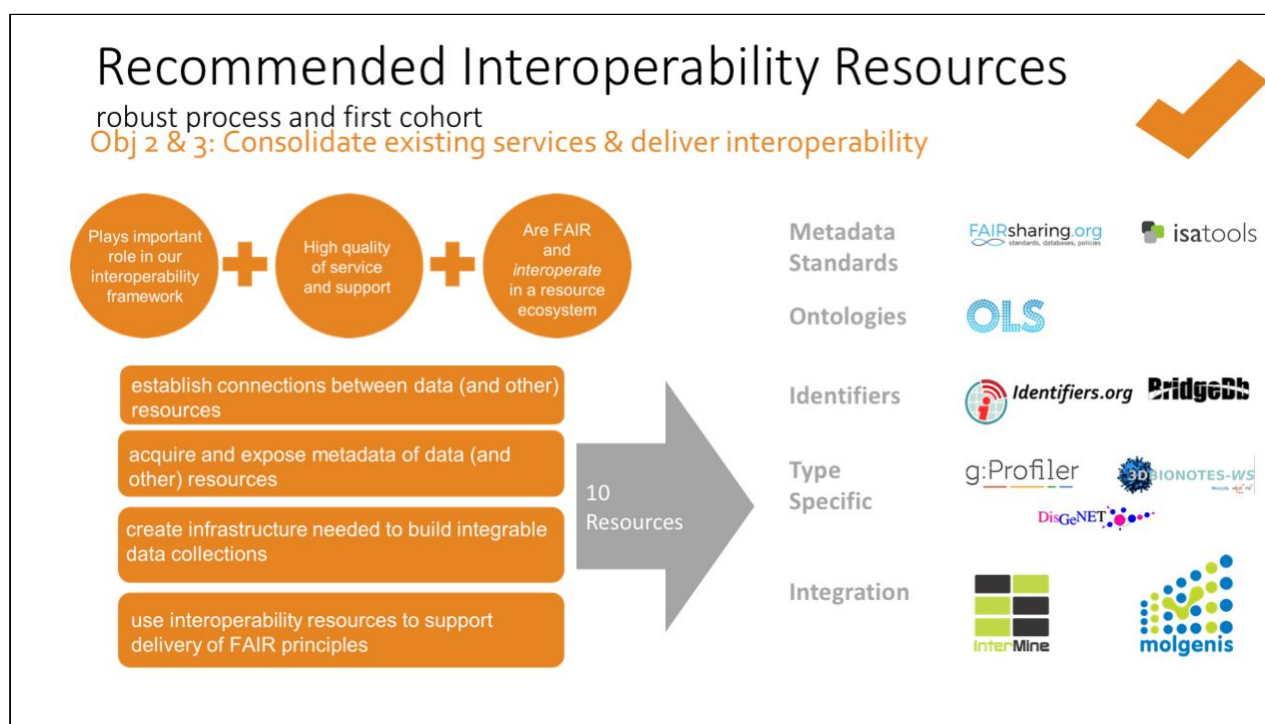 Recommended Interoperability Resources
robust process and first cohort
Obj 2 & 3: Consolidate existing services & deliver interoperability
Plays important
role in our
interoperability
framework
High quality
of service
and support
Are FAIR
and
interoperate
in a resource
ecosystem
establish connections between data (and other)
resources
acquire and expose metadata of data (and
other) resources
create infrastructure needed to build integrable
data collections
use interoperability resources to support
delivery of FAIR principles
10
Resources
Metadata
Standards
FAIRsharing.org
standards, databases, policies
isatools
Ontologies
OLS
Identifiers
Identifiers.org
BridgeDb
Type
Specific
g:Profiler
3DBIONOTES-WS
DisGeNET
Integration
InterMine
molgenis